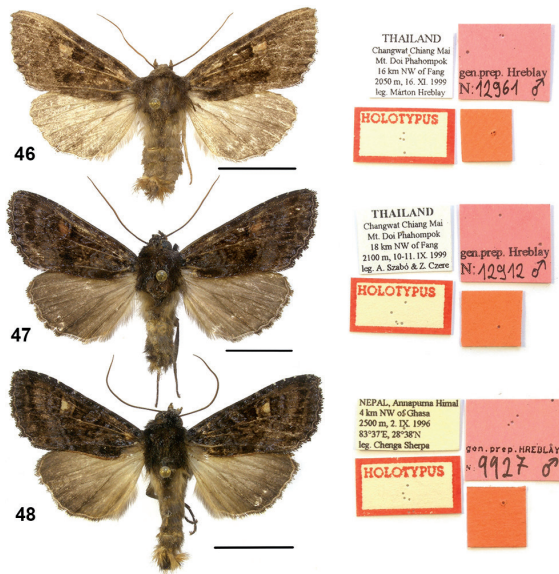 THAILAND
Changwat Chiang Mai
Mt. Doi Phahompok
16 km NW of Fang
2050 m, 16. XI. 1999
leg. Márton Hreblay
gen.prep. Hreblay
N: 12961 ♂
HOLOTYPUS
46
THAILAND
Changwat Chiang Mai
Mt. Doi Phahompok
18 km NW of Fang
2100 m, 10-11. IX. 1999
leg. A. Szabó & Z. Czere
gen.prep. Hreblay
N: 12912 ♂
HOLOTYPUS
47
NEPAL, Annapurna Himal
4 km NW of Ghasa
2500 m, 2. IX. 1996
83°37'E, 28°38'N
leg. Chenga Sherpa
gen.prep. HREBLAY
N: 9927 ♂
HOLOTYPUS
48